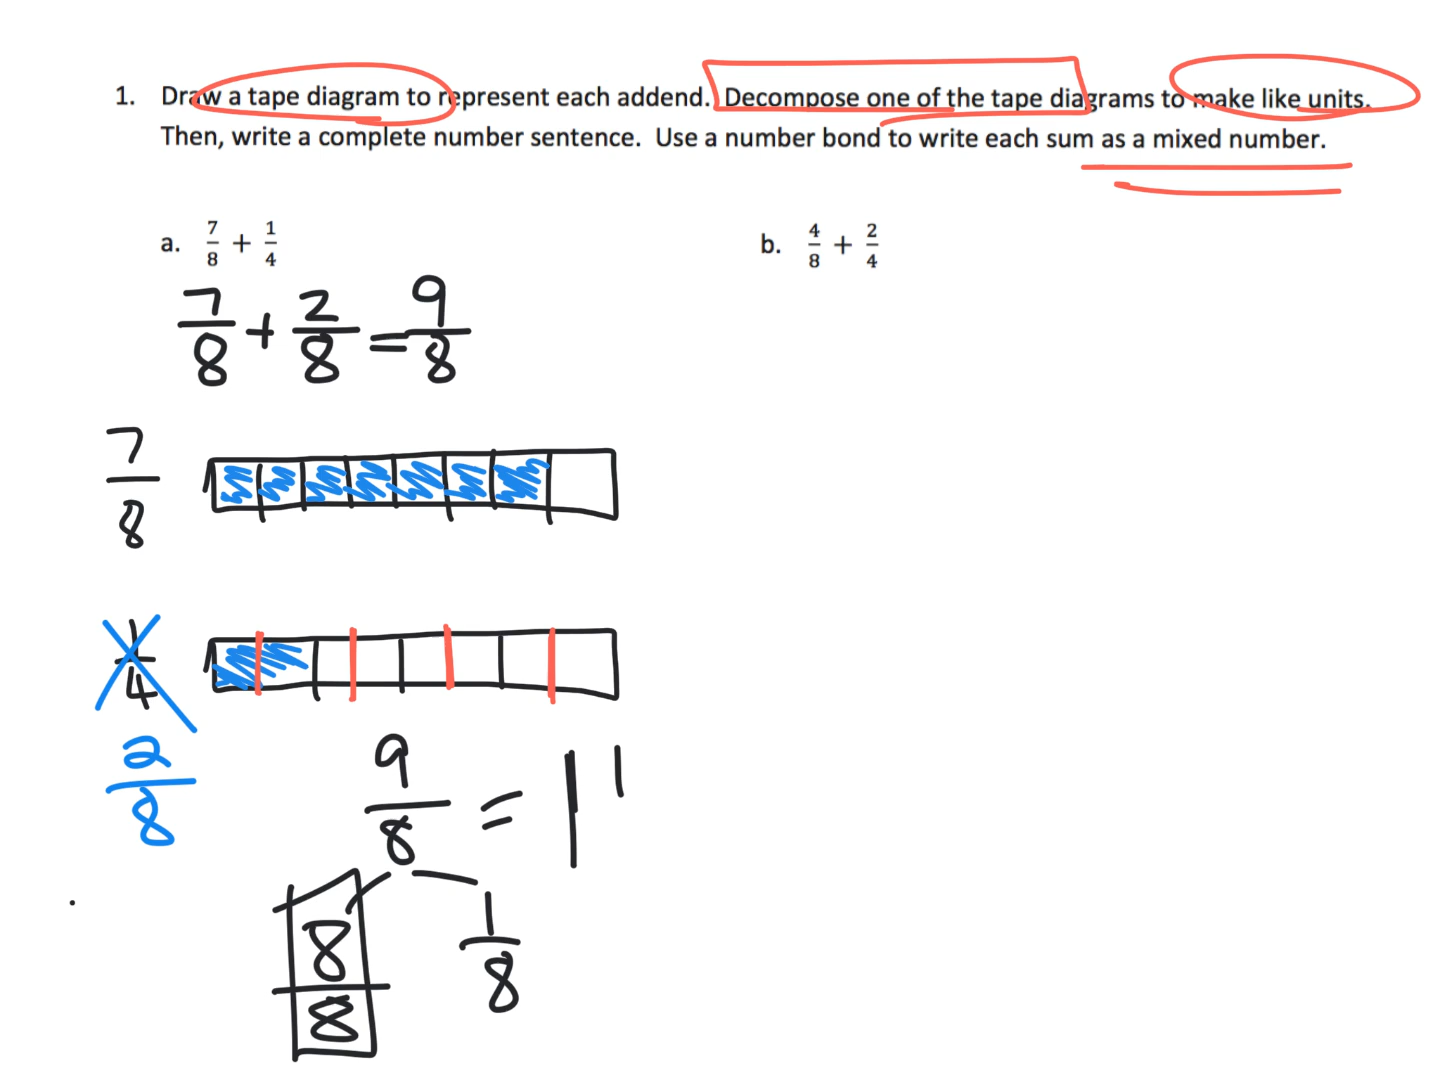 1. Draw a tape diagram to represent each addend. Decompose one of the tape diagrams to make like units.
Then, write a complete number sentence. Use a number bond to write each sum as a mixed number.
a. 7/8 + 1/4
b. 4/8 + 2/4
7/8 + 2/8 = 9/8
7/8
1/4
2/8
9/8 = 1 1
8/8 1/8